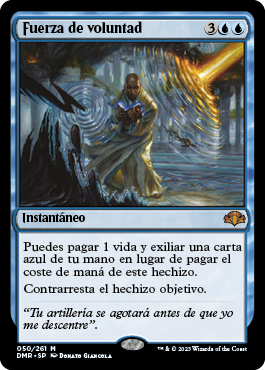 Fuerza de voluntad 3
Instantáneo
Puedes pagar 1 vida y exiliar una carta
azul de tu mano en lugar de pagar el
coste de maná de este hechizo.
Contrarresta el hechizo objetivo.
“Tu artillería se agotará antes de que yo
me descentre”.
050/261 M
DMR • SP Donato Giancola
™ & © 2023 Wizards of the Coast